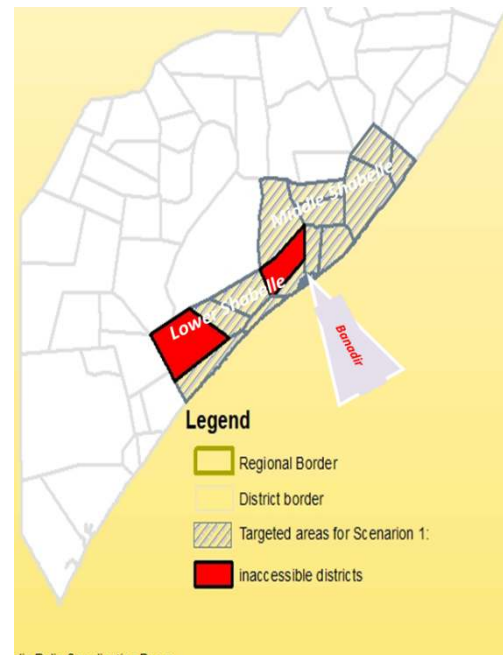 Middle Shabelle
Lower Shabelle
Banadir
Legend
Regional Border
District border
Targeted areas for Scenarion 1:
inaccessible districts